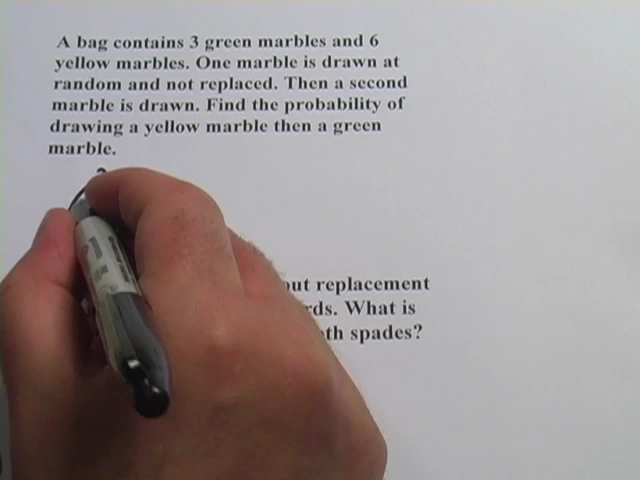 A bag contains 3 green marbles and 6
yellow marbles. One marble is drawn at
random and not replaced. Then a second
marble is drawn. Find the probability of
drawing a yellow marble then a green
marble.
out replacement
What is
spades?